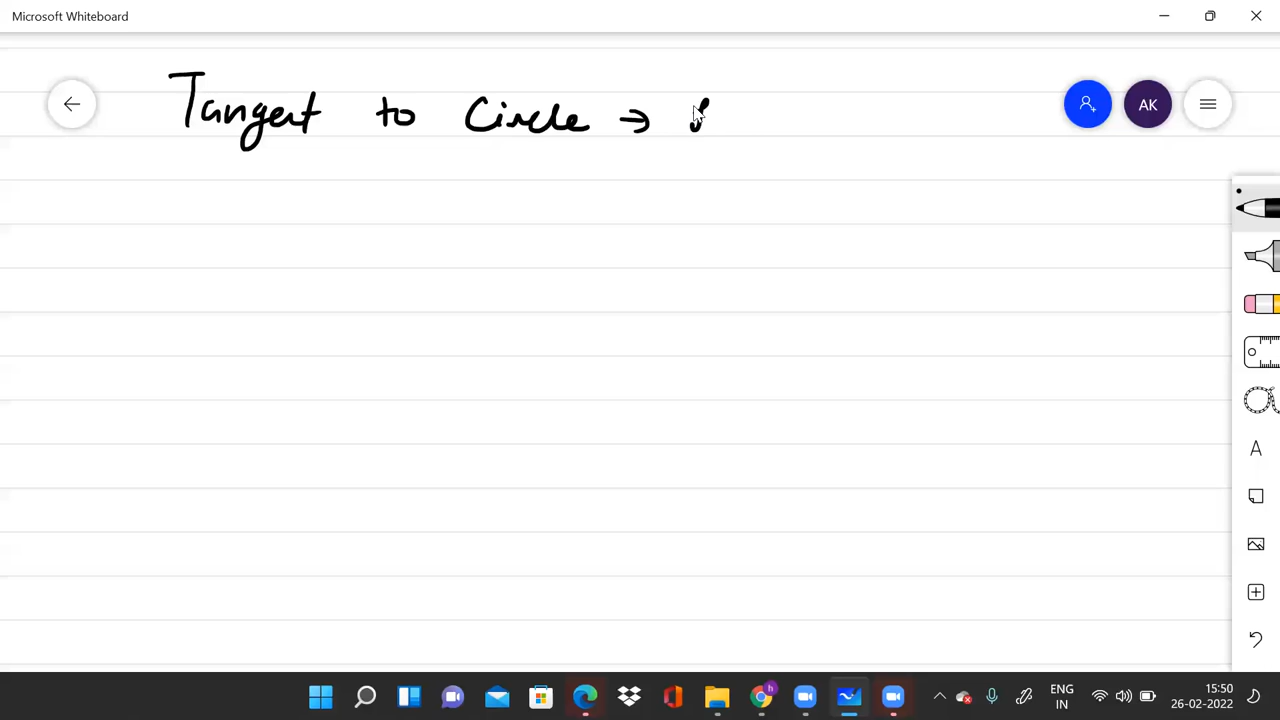 Microsoft Whiteboard
Tangent to Circle →
AK
A
ENG
IN
15:50
26-02-2022